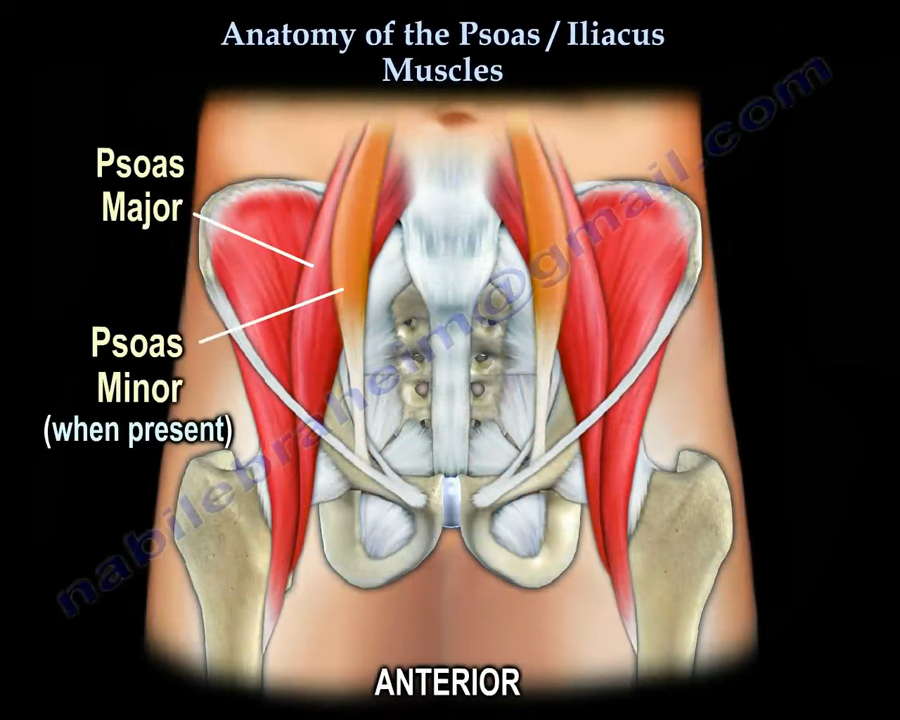 Anatomy of the Psoas / Iliacus
Muscles
Psoas
Major
Psoas
Minor
(when present)
nabilebraheim@gmail.com
ANTERIOR